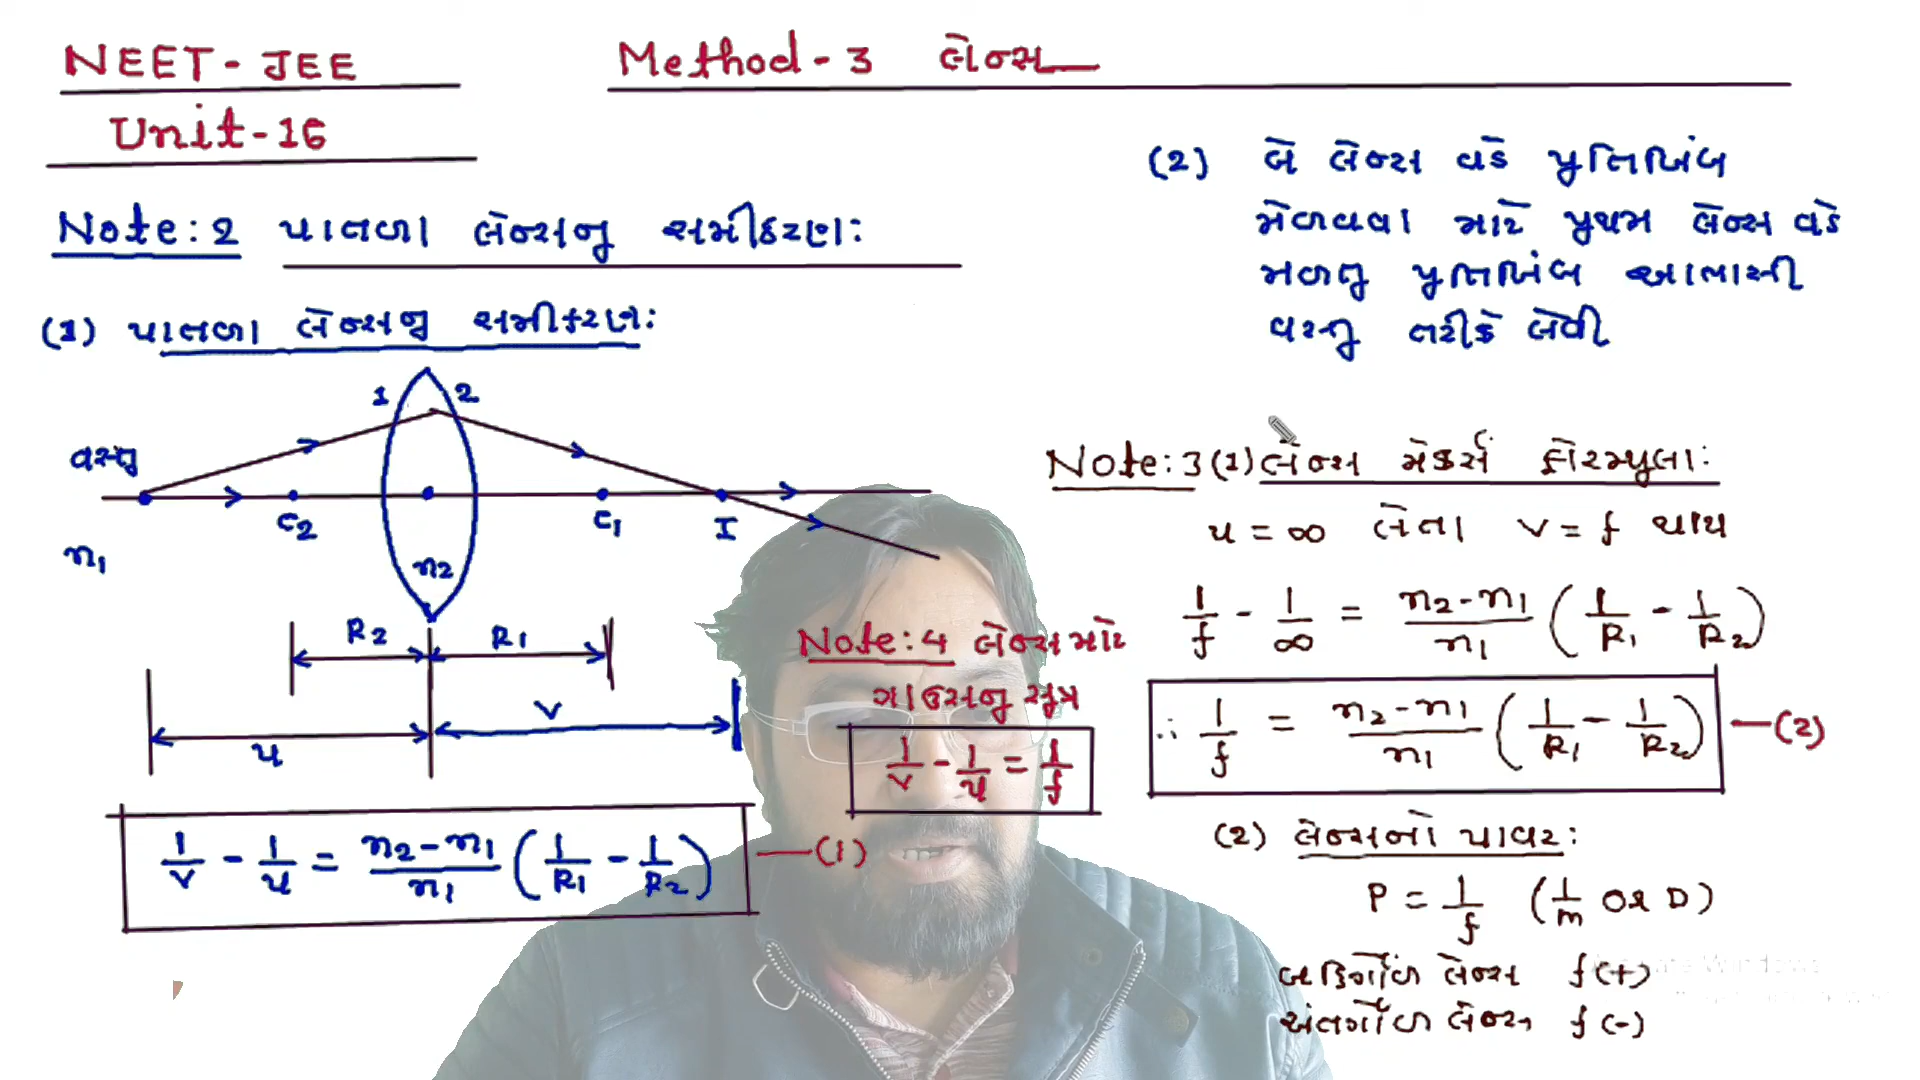 NEET - JEE
Unit - 16
Method - 3 લેન્સ
Note: 2 પાતળા લેન્સનુ સમીકરણ:
(1) પાતળા લેન્સનુ સમીકરણ:
1 2
વસ્તુ
C2 C1 I
n1 n2
R2 R1
u v
1/v - 1/u = (n2 - n1)/n1 (1/R1 - 1/R2) — (1)
(2) બે લેન્સ વડે પ્રતિબિંબ
મેળવવા માટે પ્રથમ લેન્સ વડે
મળતુ પ્રતિબિંબ આભાસી
વસ્તુ તરીકે લેવી
Note: 3 (1) લેન્સ મેકર્સ ફોરમ્યુલા:
u = ∞ લેતા v = f થાય
1/f - 1/∞ = (n2 - n1)/n1 (1/R1 - 1/R2)
∴ 1/f = (n2 - n1)/n1 (1/R1 - 1/R2) — (2)
(2) લેન્સનો પાવર:
P = 1/f (1/m OR D)
બહિર્ગોળ લેન્સ f (+)
અંતર્ગોળ લેન્સ f (-)
Note: 4 લેન્સ માટે
ગાઉસનુ સૂત્ર
1/v - 1/u = 1/f